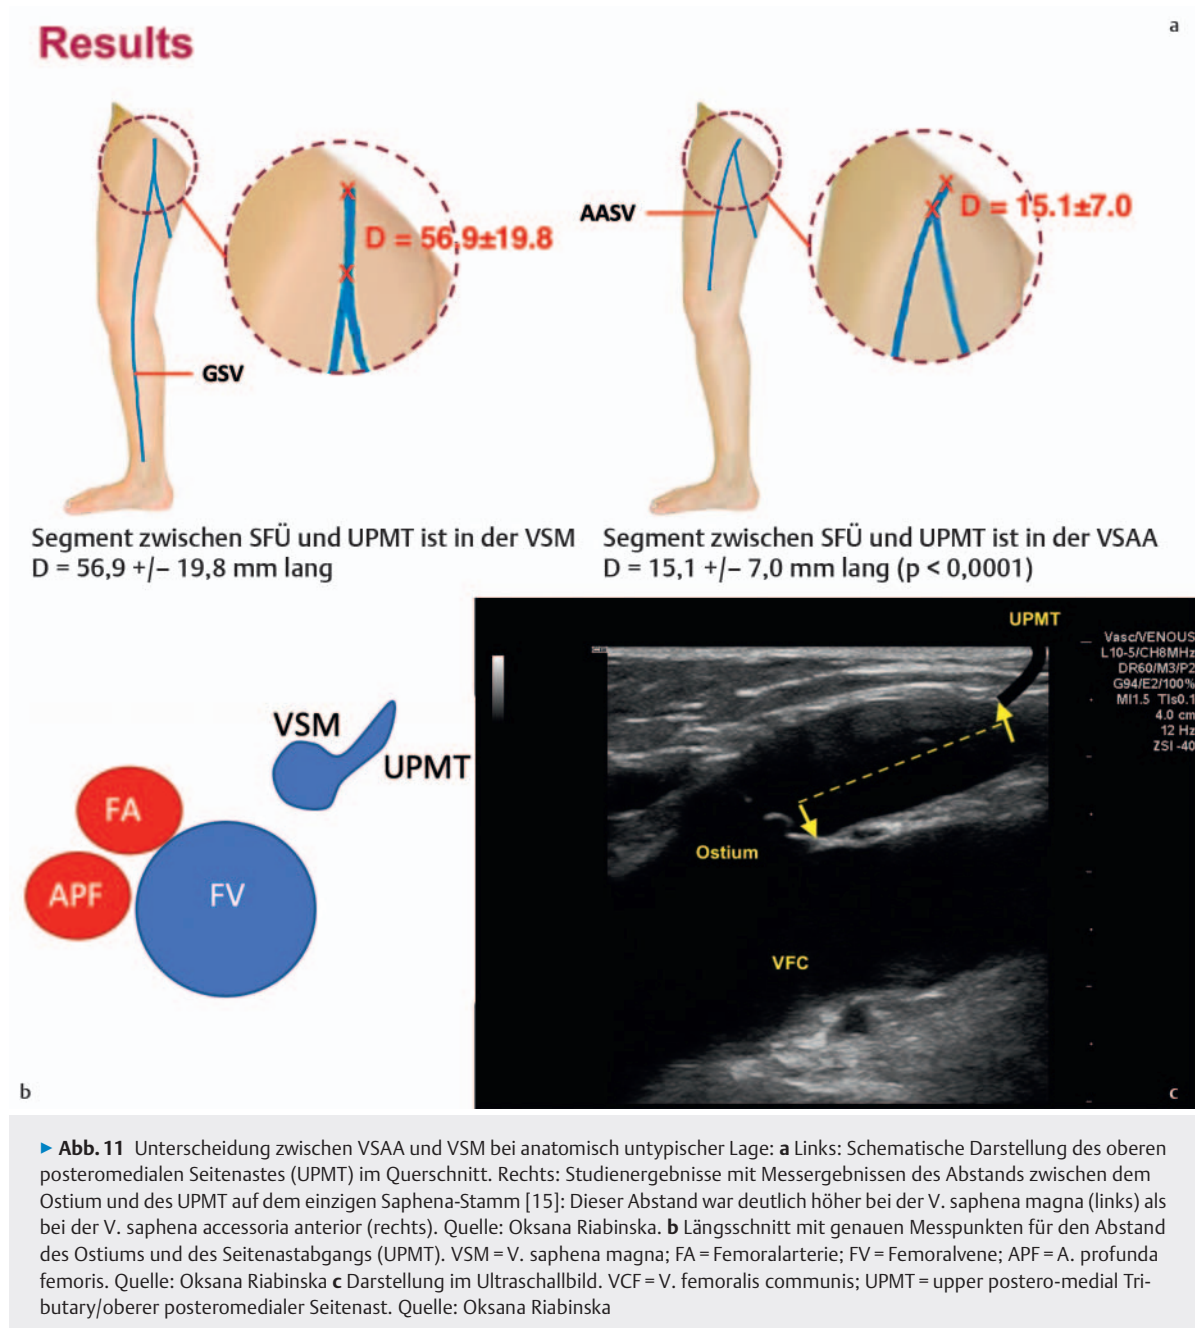 Results
a
D = 56,9±19.8
GSV
AASV
D = 15.1±7.0
Segment zwischen SFÜ und UPMT ist in der VSM
D = 56,9 +/− 19,8 mm lang
Segment zwischen SFÜ und UPMT ist in der VSAA
D = 15,1 +/− 7,0 mm lang (p < 0,0001)
VSM
UPMT
FA
APF
FV
b
UPMT
Vasc/VENOUS
L10-5/CH8MHz
DR60/M3/P2
G94/E2/100%
MI1.5 TIs0.1
4.0 cm
12 Hz
ZSI -40
Ostium
VFC
c
► Abb. 11 Unterscheidung zwischen VSAA und VSM bei anatomisch untypischer Lage: a Links: Schematische Darstellung des oberen
posteromedialen Seitenastes (UPMT) im Querschnitt. Rechts: Studienergebnisse mit Messergebnissen des Abstands zwischen dem
Ostium und des UPMT auf dem einzigen Saphena-Stamm [15]: Dieser Abstand war deutlich höher bei der V. saphena magna (links) als
bei der V. saphena accessoria anterior (rechts). Quelle: Oksana Riabinska. b Längsschnitt mit genauen Messpunkten für den Abstand
des Ostiums und des Seitenastabgangs (UPMT). VSM = V. saphena magna; FA = Femoralarterie; FV = Femoralvene; APF = A. profunda
femoris. Quelle: Oksana Riabinska c Darstellung im Ultraschallbild. VCF = V. femoralis communis; UPMT = upper postero-medial Tri-
butary/oberer posteromedialer Seitenast. Quelle: Oksana Riabinska